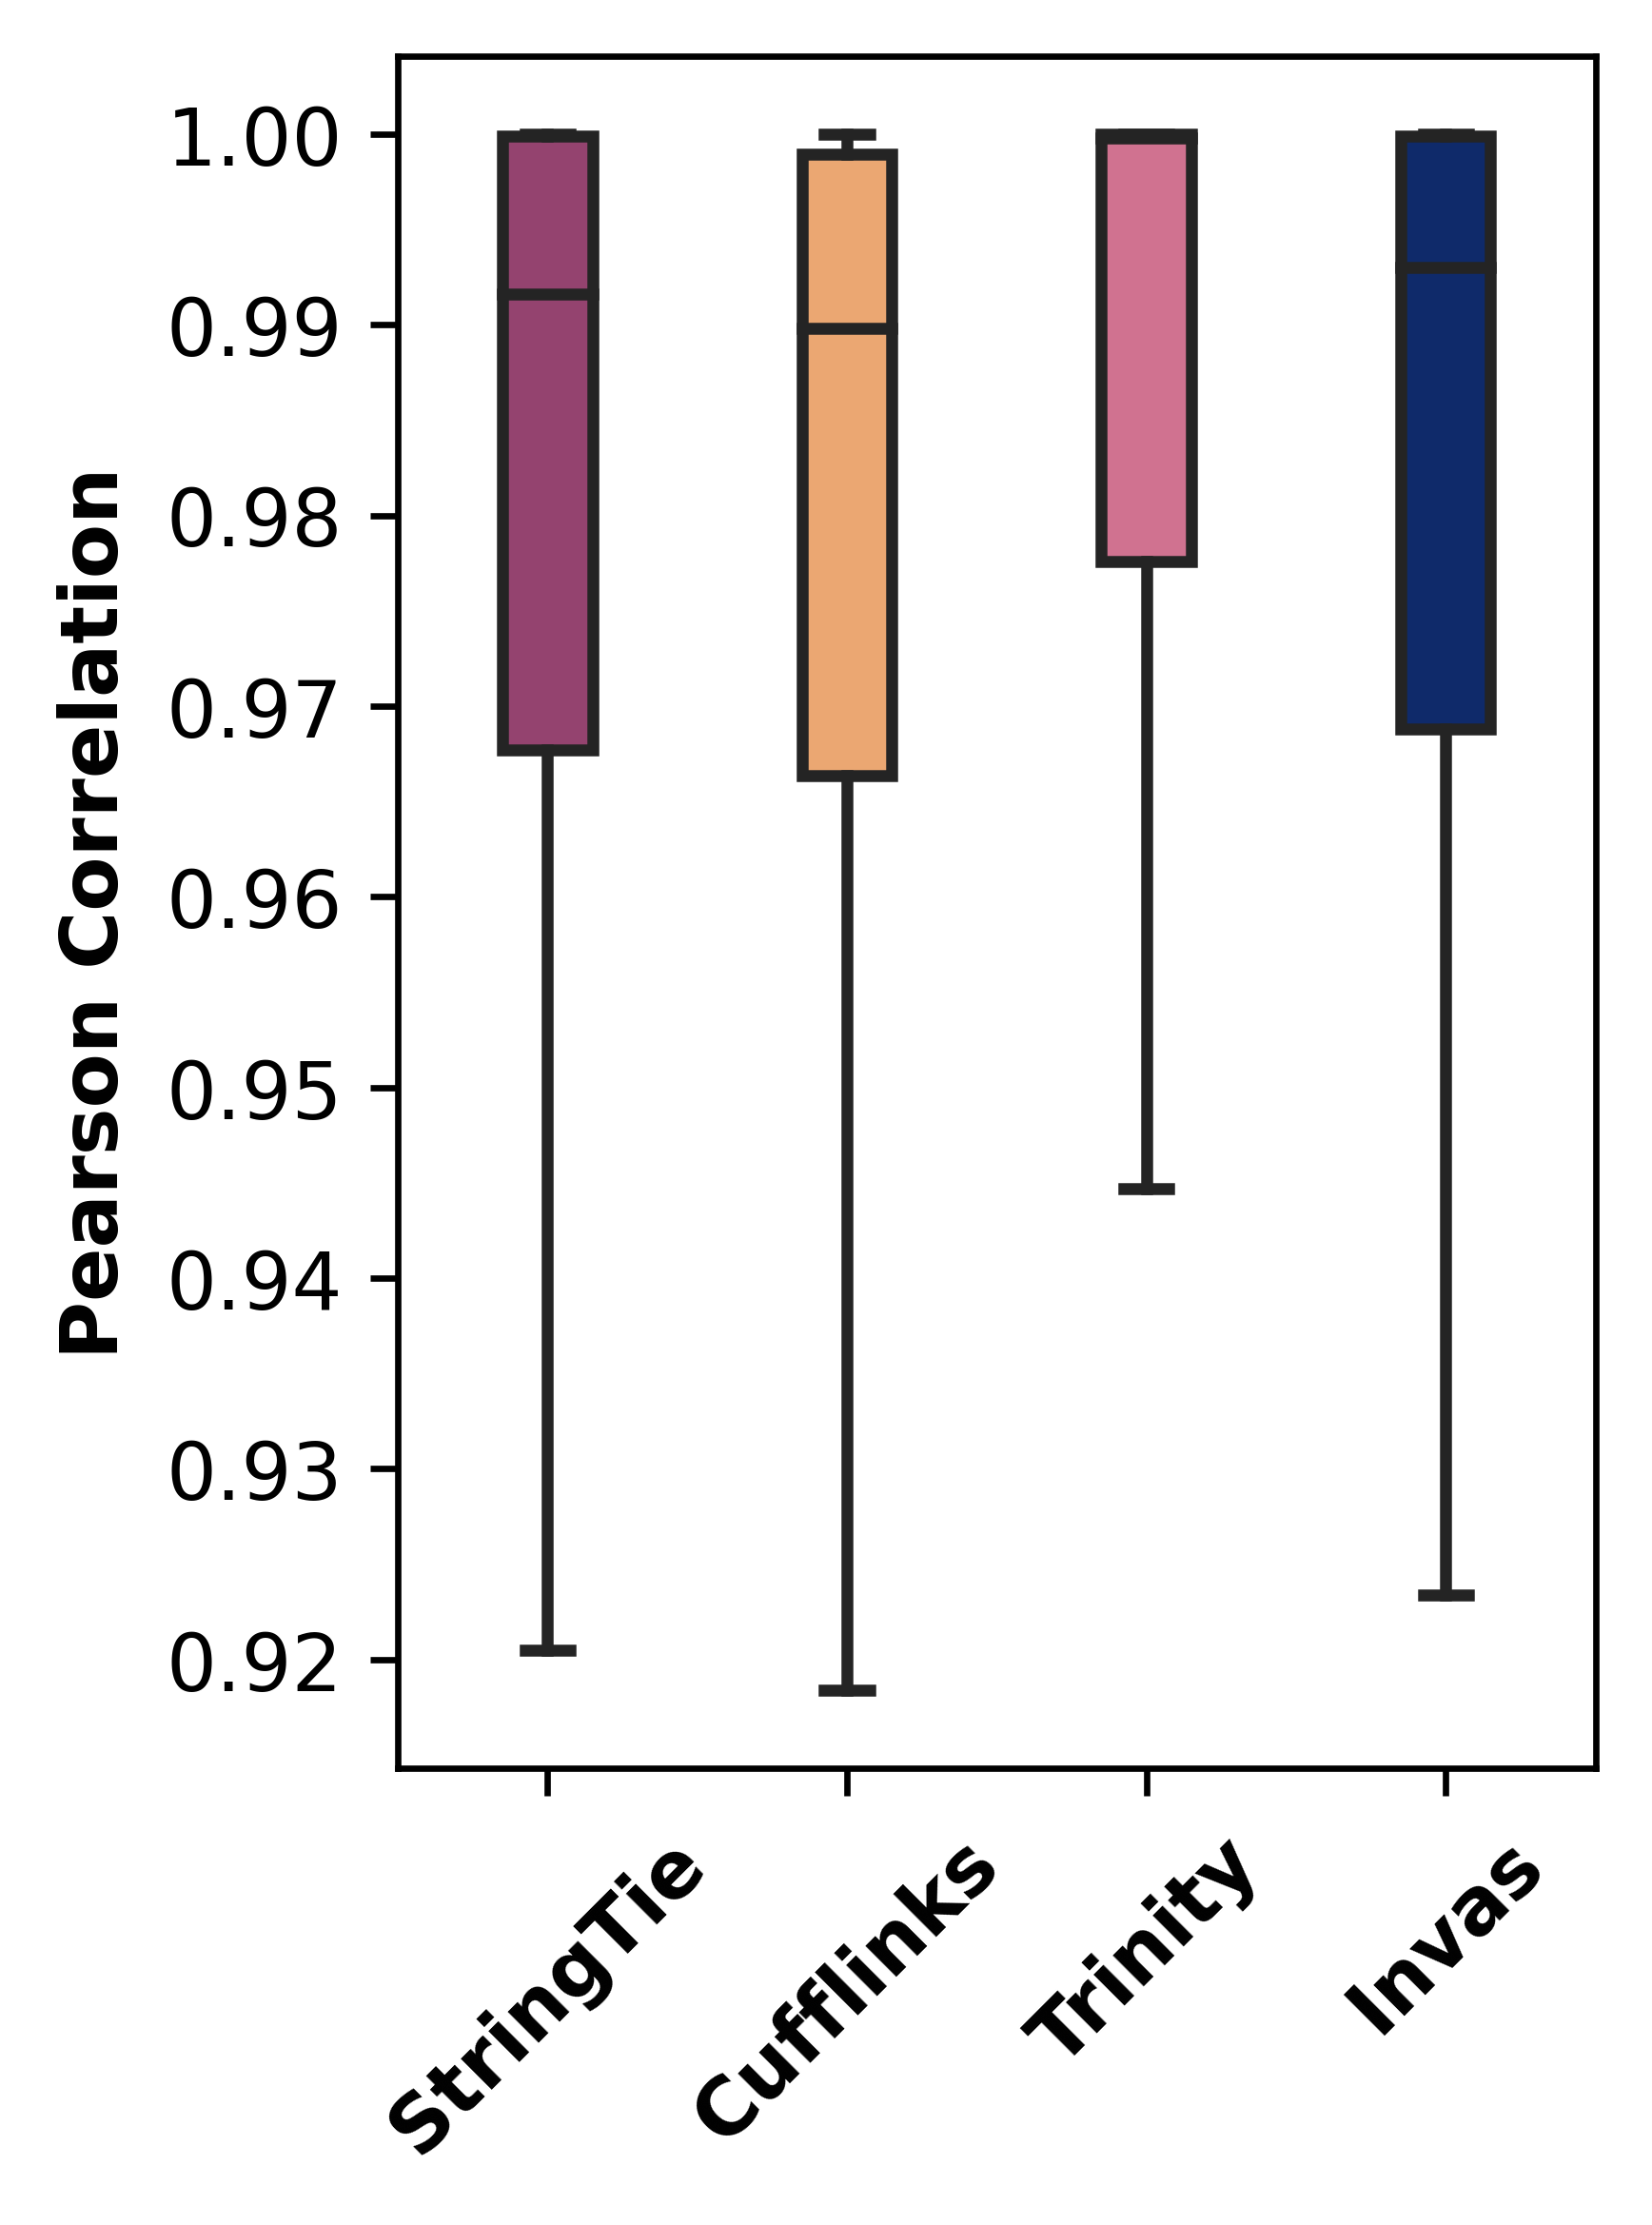 Pearson Correlation
1.00
0.99
0.98
0.97
0.96
0.95
0.94
0.93
0.92
StringTie
Cufflinks
Trinity
Invas